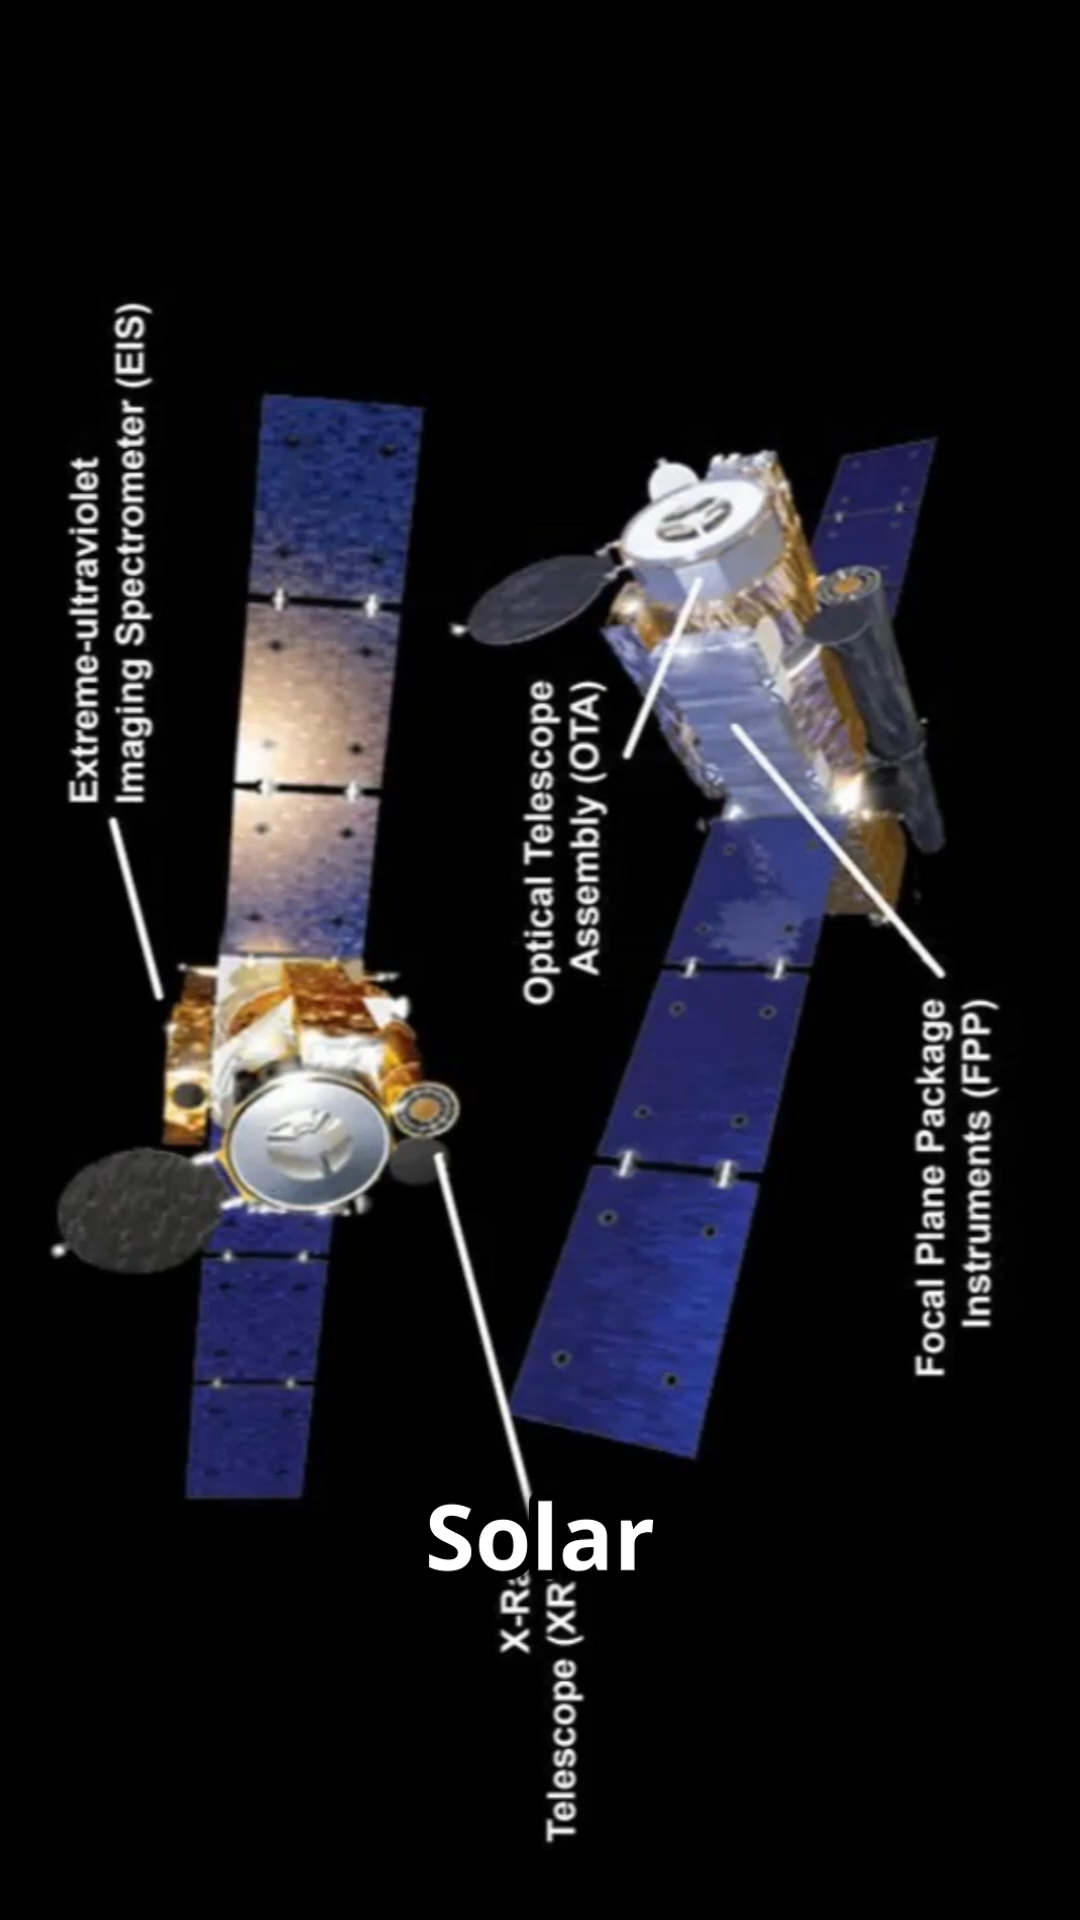 Extreme-ultraviolet
Imaging Spectrometer (EIS)
Optical Telescope
Assembly (OTA)
Focal Plane Package
Instruments (FPP)
Telescope
Solar